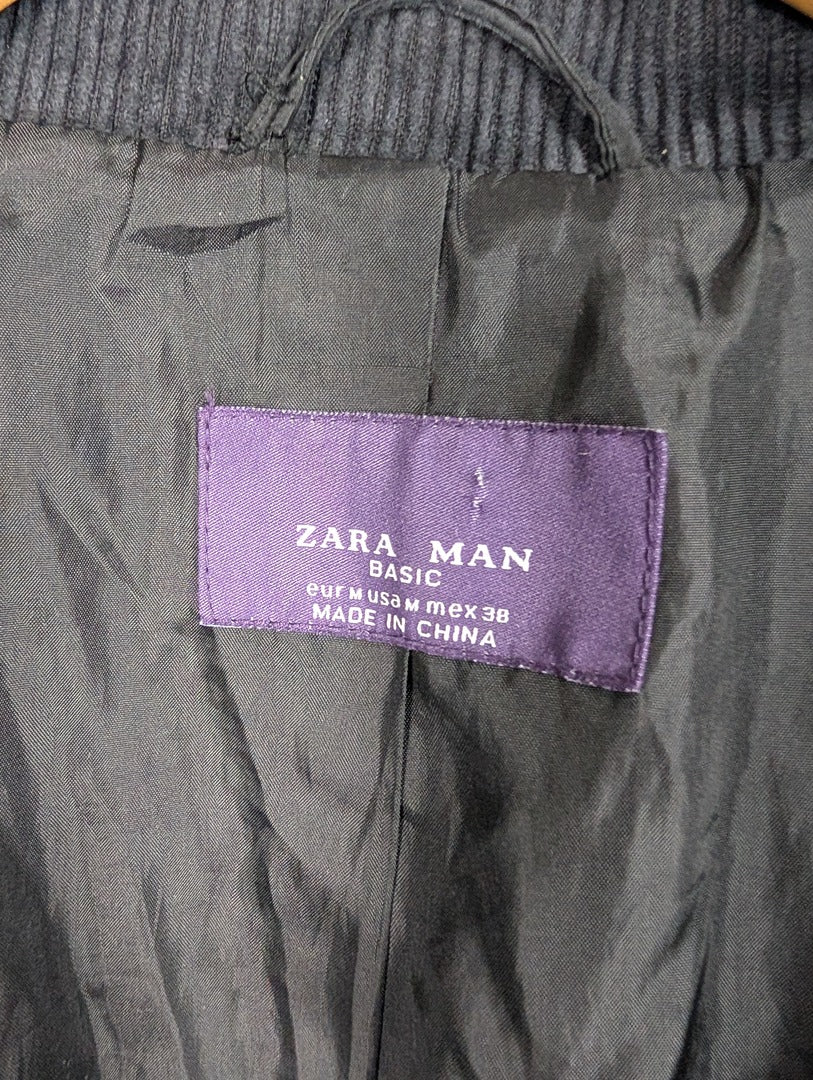 ZARA MAN
BASIC
eur M usa M mex 38
MADE IN CHINA